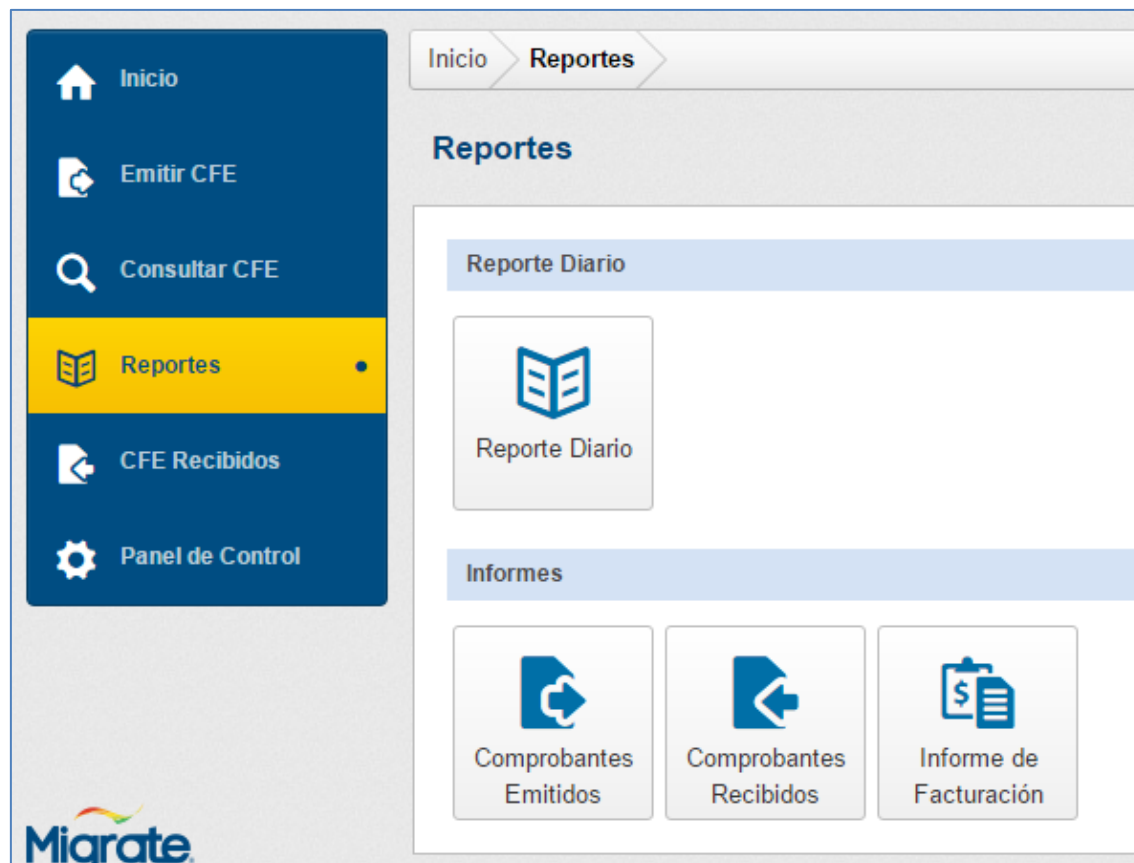 Inicio
Emitir CFE
Consultar CFE
Reportes
CFE Recibidos
Panel de Control
Migrate
Inicio Reportes
Reportes
Reporte Diario
Reporte Diario
Informes
Comprobantes
Emitidos
Comprobantes
Recibidos
Informe de
Facturación